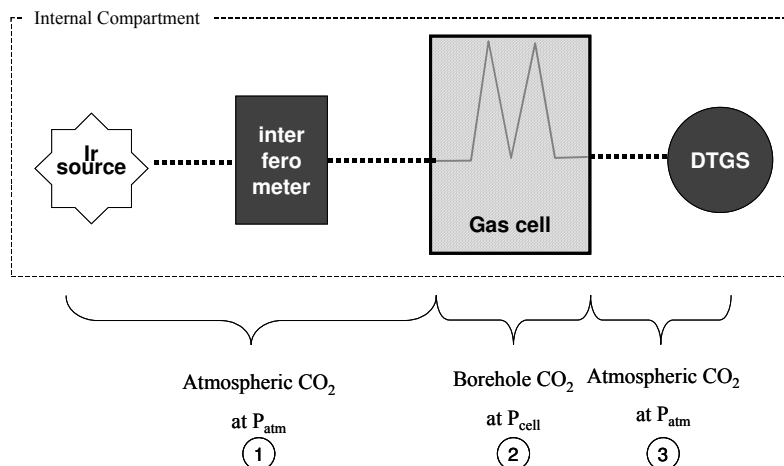 Internal Compartment
Ir
source
inter
fero
meter
Gas cell
DTGS
Atmospheric CO₂
at Pₐₜₘ
1
Borehole CO₂
at P_cell
2
Atmospheric CO₂
at Pₐₜₘ
3